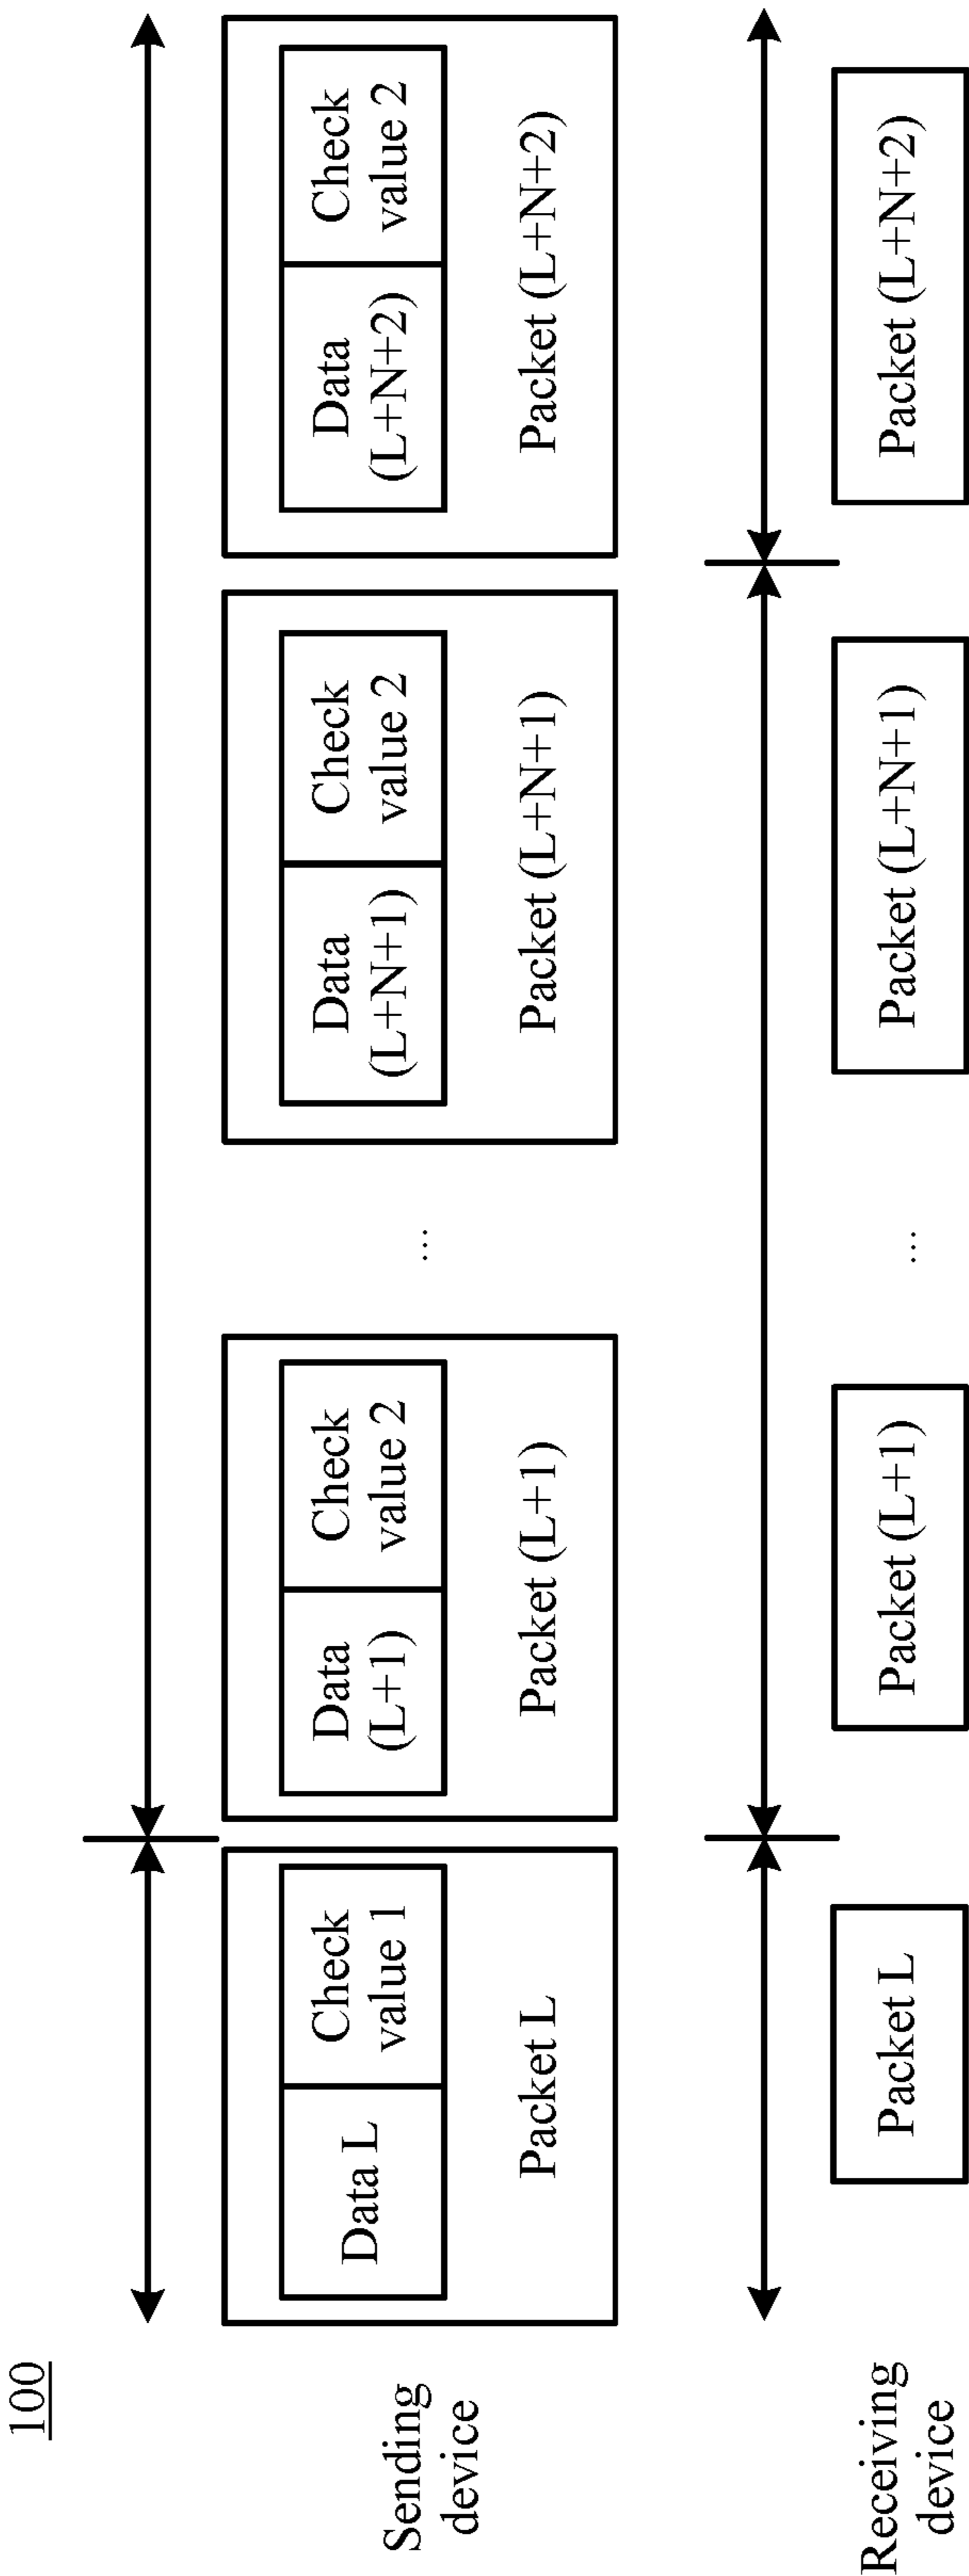 100
Sending
device
Data L
Check
value 1
Packet L
Data
(L+1)
Check
value 2
Packet (L+1)
...
Data
(L+N+1)
Check
value 2
Packet (L+N+1)
Data
(L+N+2)
Check
value 2
Packet (L+N+2)
Receiving
device
Packet L
Packet (L+1)
...
Packet (L+N+1)
Packet (L+N+2)